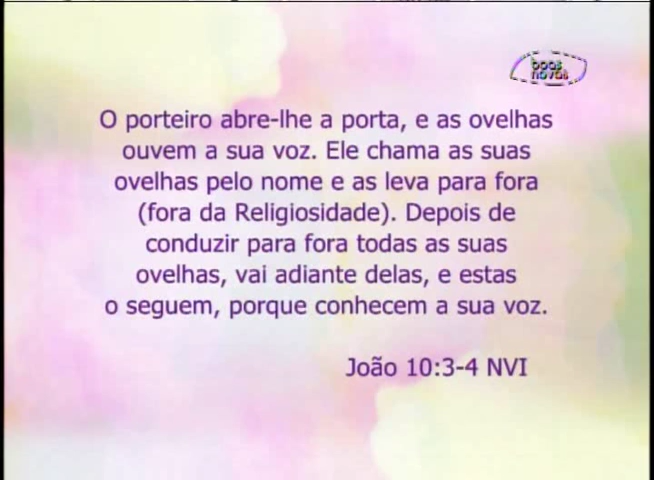 boas
novas
O porteiro abre-lhe a porta, e as ovelhas
ouvem a sua voz. Ele chama as suas
ovelhas pelo nome e as leva para fora
(fora da Religiosidade). Depois de
conduzir para fora todas as suas
ovelhas, vai adiante delas, e estas
o seguem, porque conhecem a sua voz.
João 10:3-4 NVI